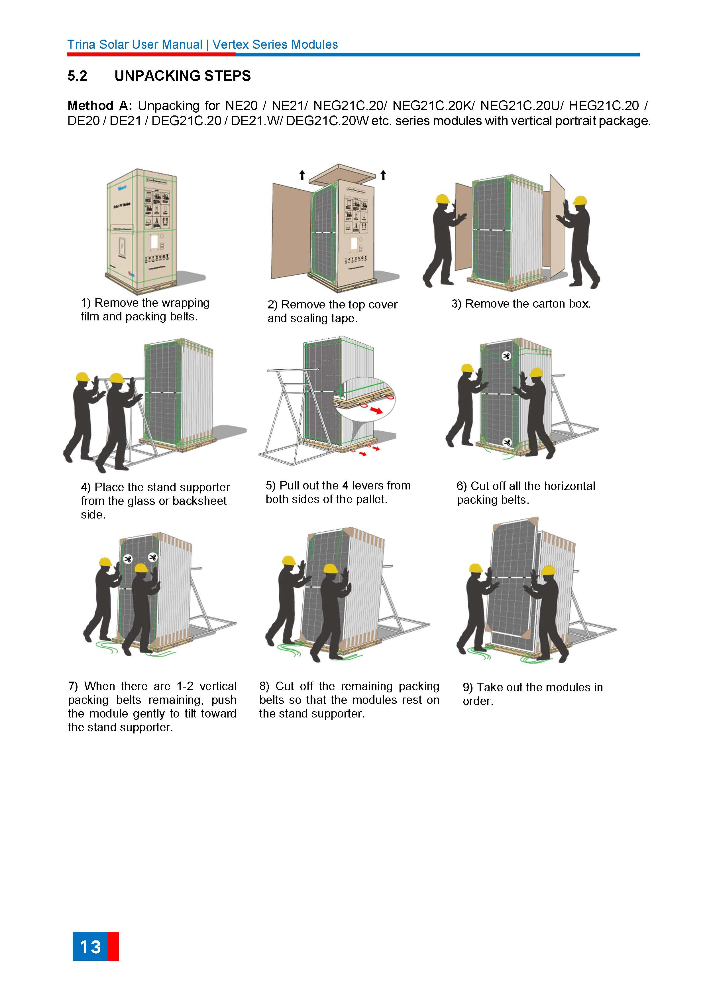 Trina Solar User Manual | Vertex Series Modules
5.2 UNPACKING STEPS
Method A: Unpacking for NE20 / NE21/ NEG21C.20/ NEG21C.20K/ NEG21C.20U/ HEG21C.20 /
DE20 / DE21 / DEG21C.20 / DE21.W/ DEG21C.20W etc. series modules with vertical portrait package.
Solar PV Module
1) Remove the wrapping
film and packing belts.
2) Remove the top cover
and sealing tape.
3) Remove the carton box.
4) Place the stand supporter
from the glass or backsheet
side.
5) Pull out the 4 levers from
both sides of the pallet.
6) Cut off all the horizontal
packing belts.
7) When there are 1-2 vertical
packing belts remaining, push
the module gently to tilt toward
the stand supporter.
8) Cut off the remaining packing
belts so that the modules rest on
the stand supporter.
9) Take out the modules in
order.
13